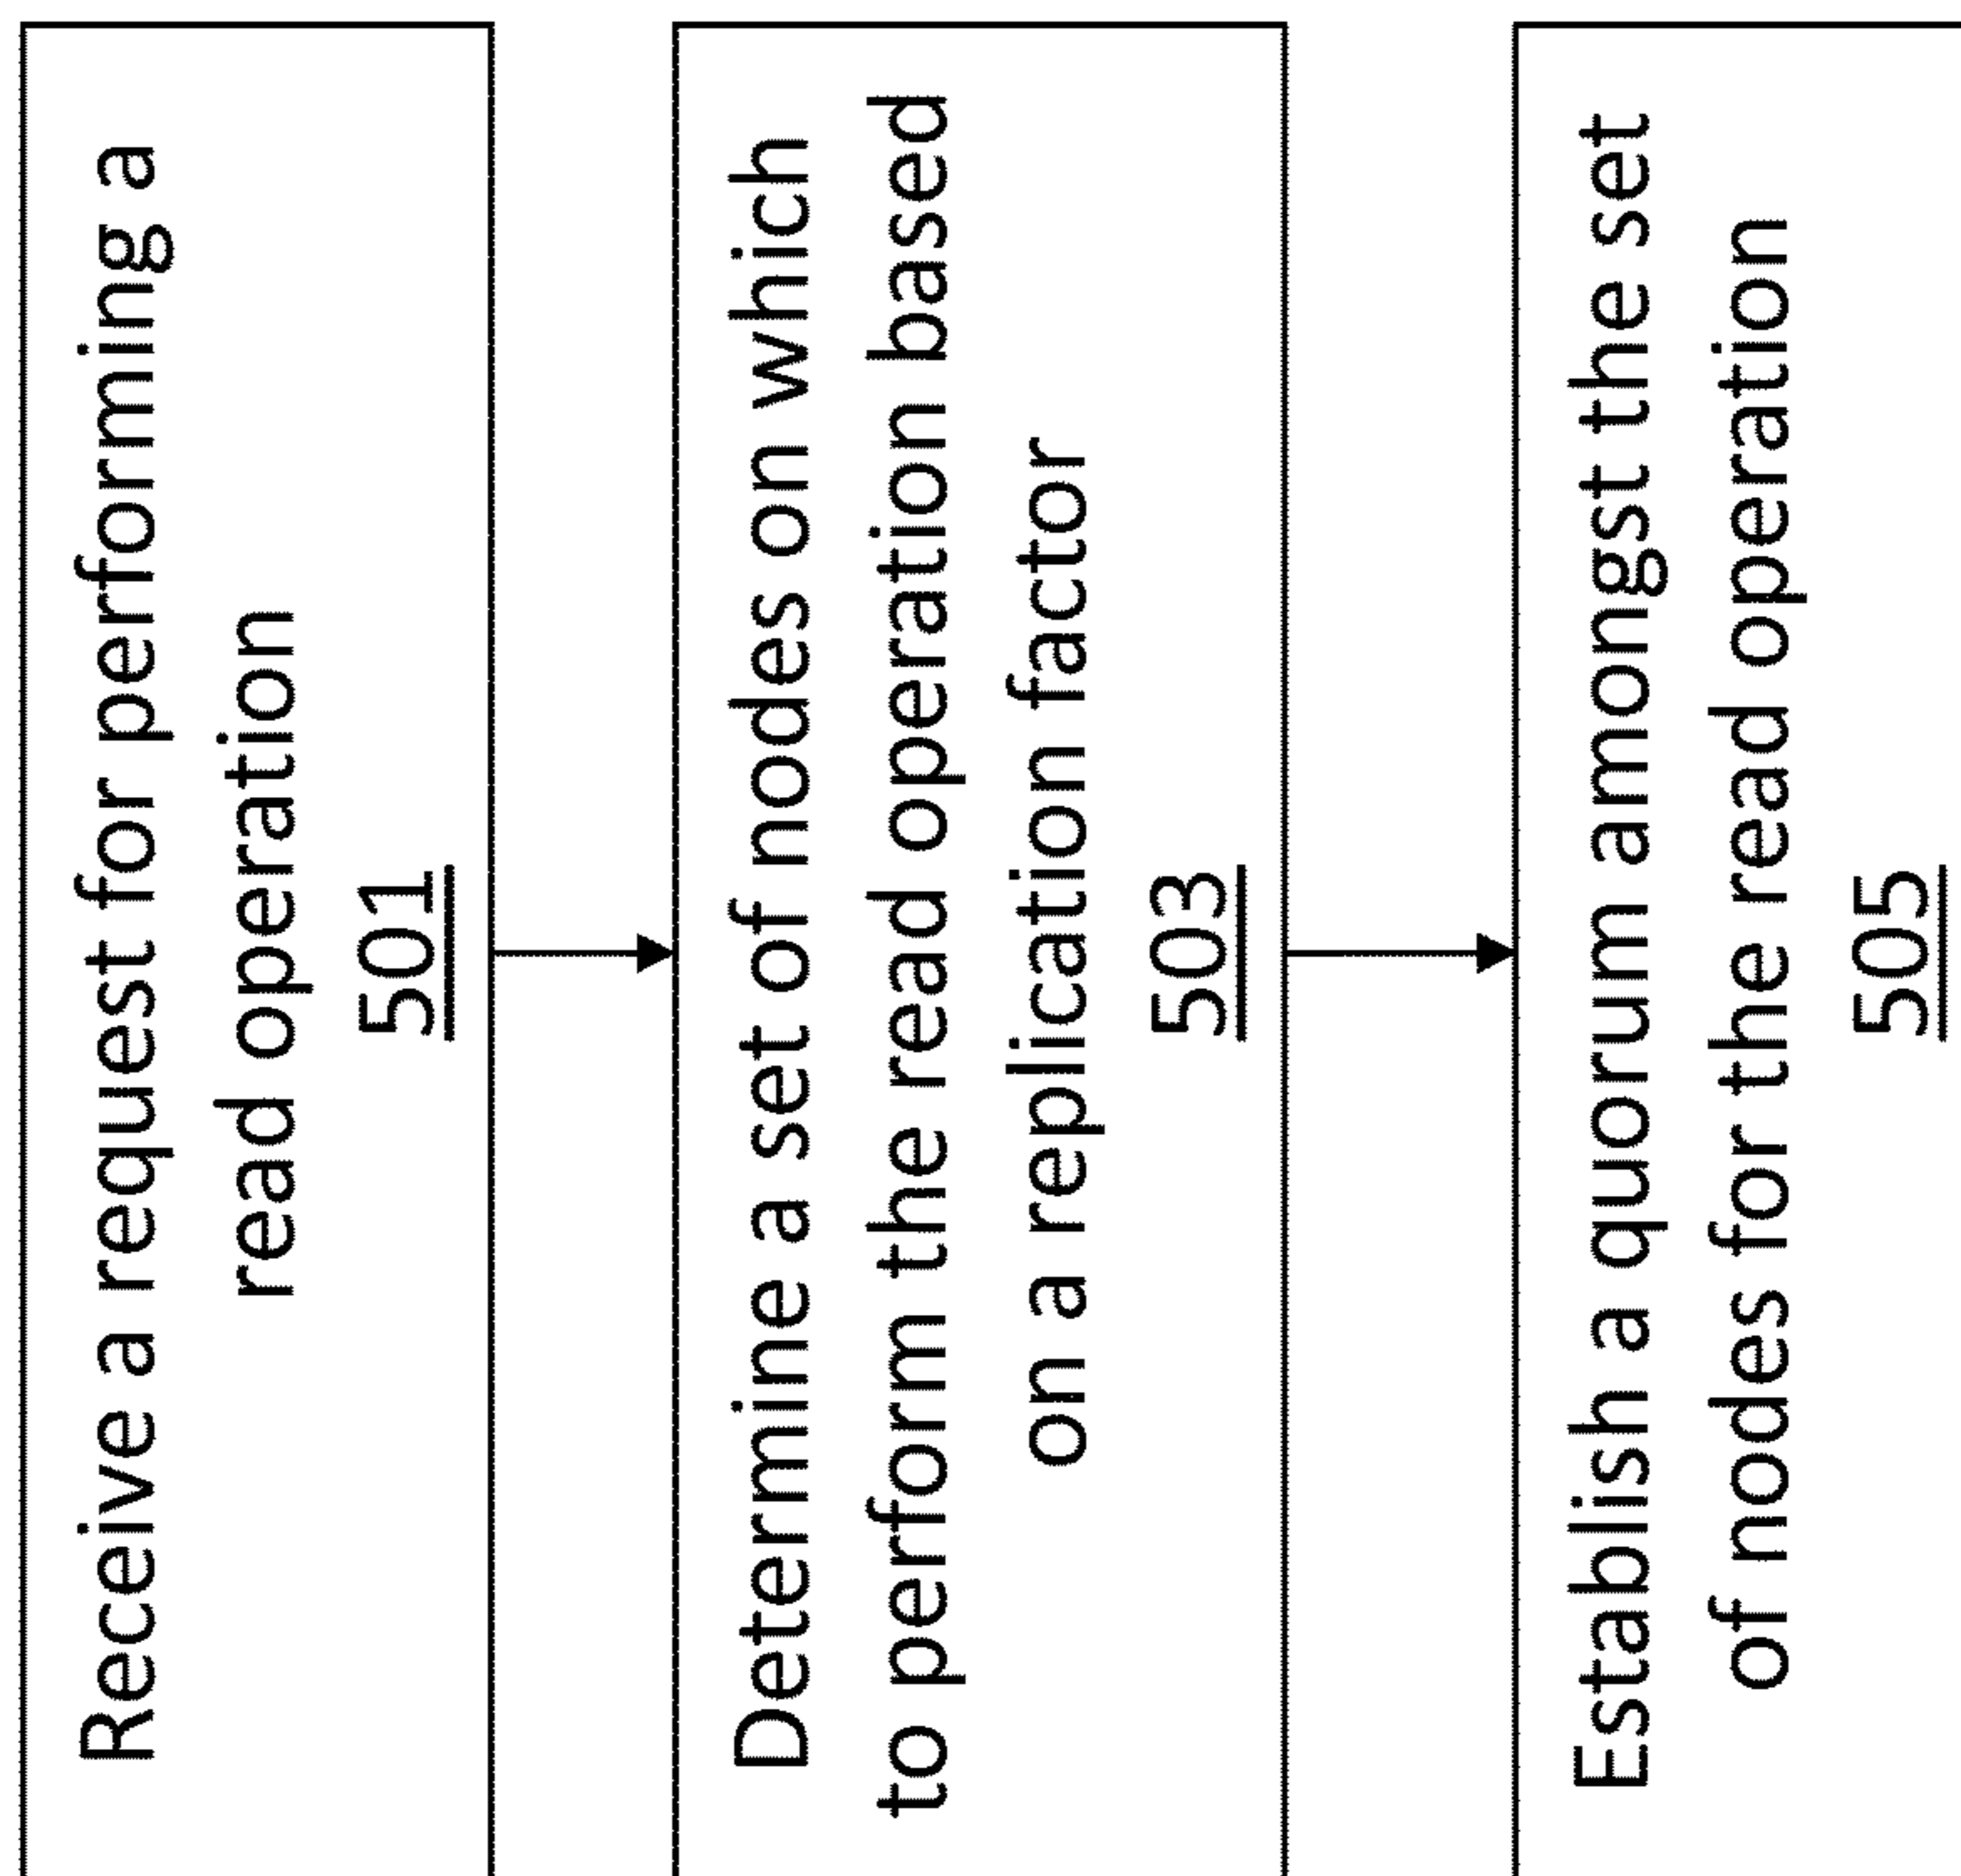 Receive a request for performing a
read operation
501
Determine a set of nodes on which
to perform the read operation based
on a replication factor
503
Establish a quorum amongst the set
of nodes for the read operation
505